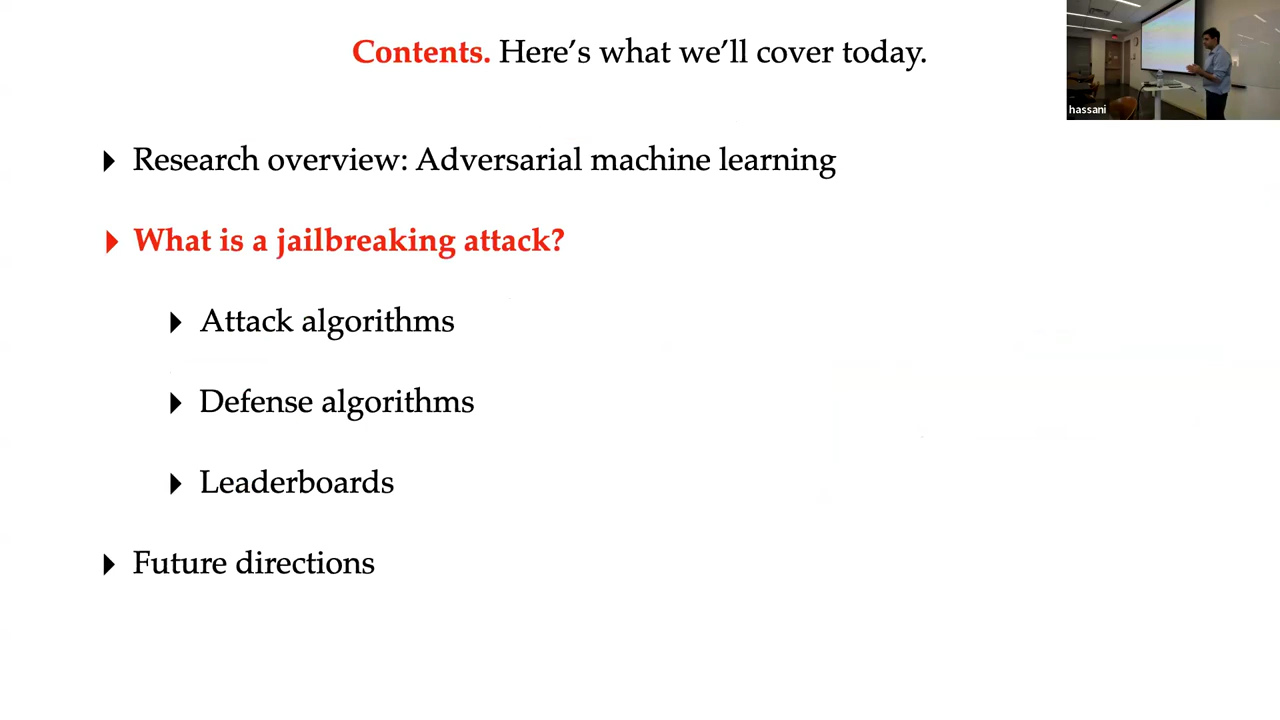 Contents. Here's what we'll cover today.
hassani
Research overview: Adversarial machine learning
What is a jailbreaking attack?
Attack algorithms
Defense algorithms
Leaderboards
Future directions